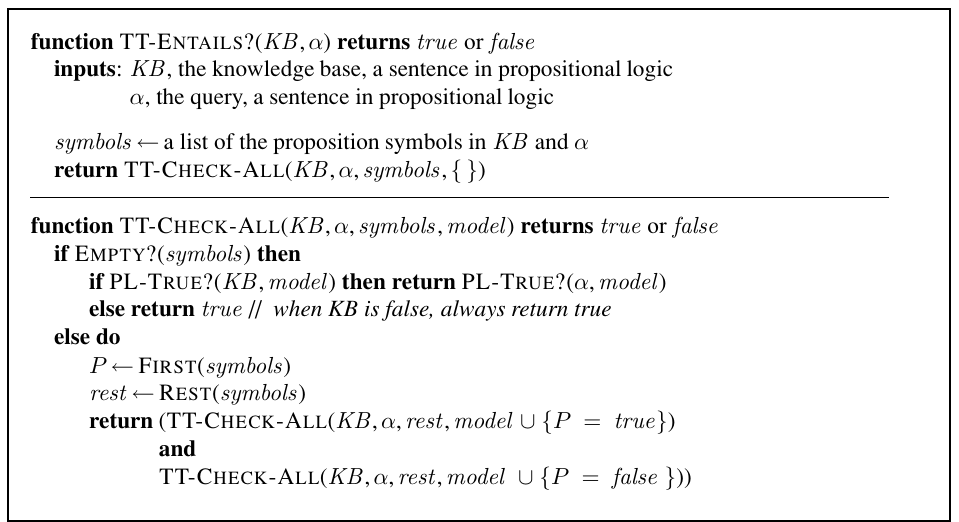 function TT-ENTAILS?(KB, α) returns true or false
inputs: KB, the knowledge base, a sentence in propositional logic
α, the query, a sentence in propositional logic
symbols ← a list of the proposition symbols in KB and α
return TT-CHECK-ALL(KB, α, symbols, { })
function TT-CHECK-ALL(KB, α, symbols, model) returns true or false
if EMPTY?(symbols) then
if PL-TRUE?(KB, model) then return PL-TRUE?(α, model)
else return true // when KB is false, always return true
else do
P ← FIRST(symbols)
rest ← REST(symbols)
return (TT-CHECK-ALL(KB, α, rest, model ∪ {P = true})
and
TT-CHECK-ALL(KB, α, rest, model ∪ {P = false }))